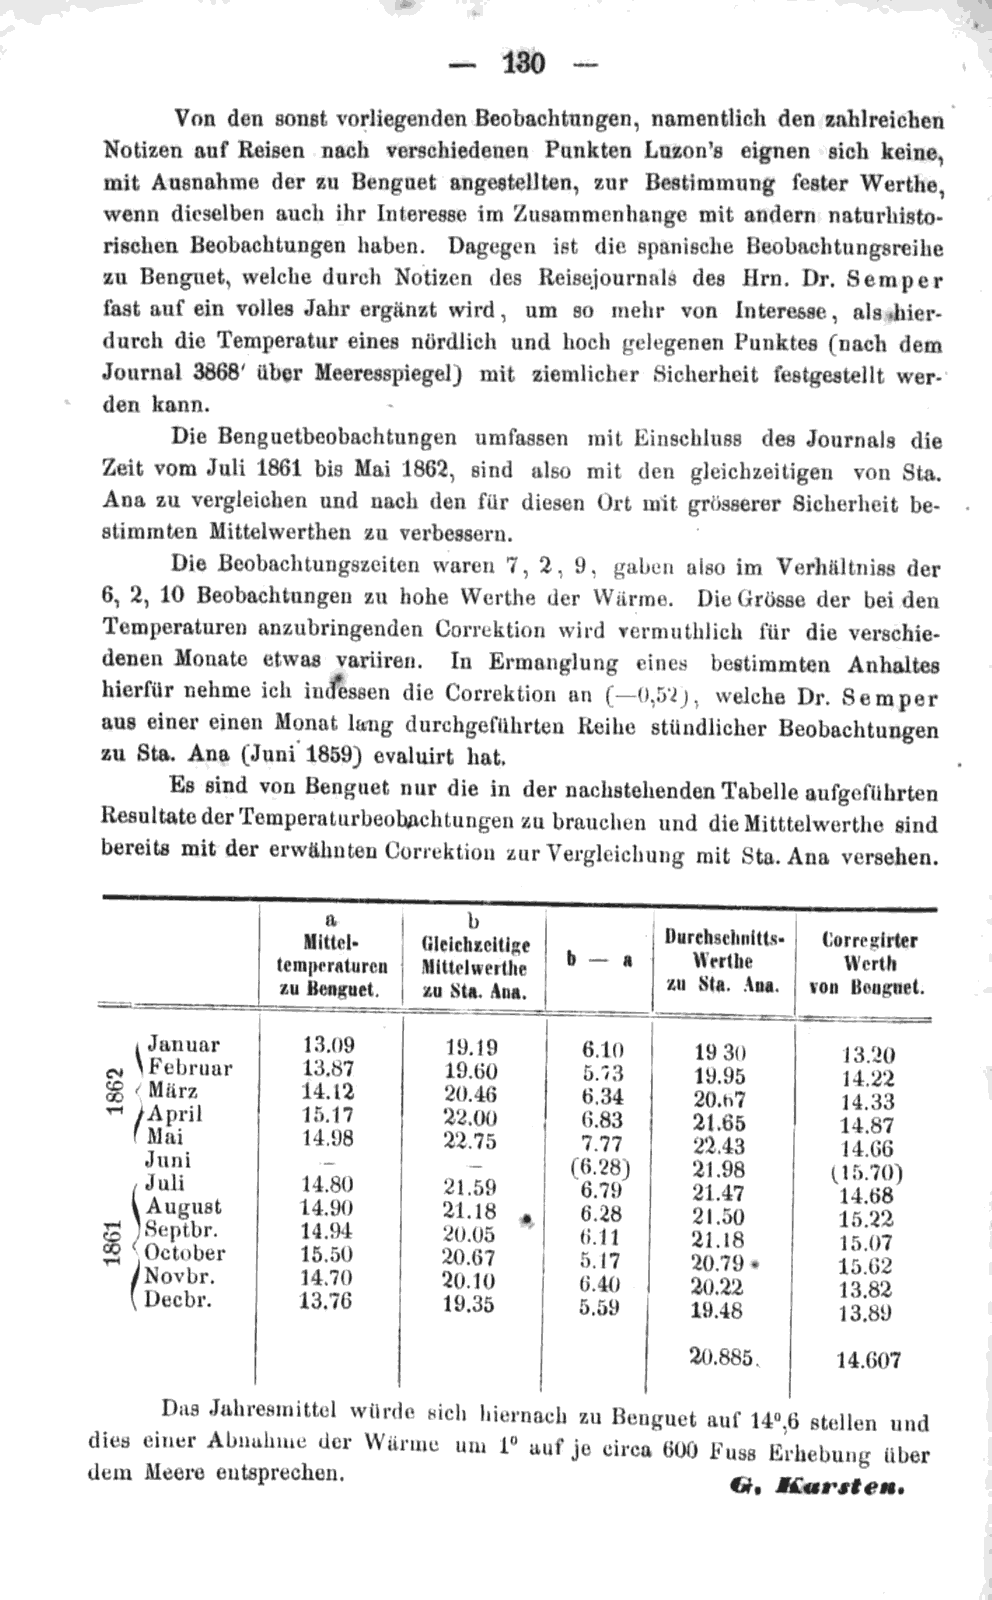 — 130 —
Von den sonst vorliegenden Beobachtungen, namentlich den zahlreichen
Notizen auf Reisen nach verschiedenen Punkten Luzon's eignen sich keine,
mit Ausnahme der zu Benguet angestellten, zur Bestimmung fester Werthe,
wenn dieselben auch ihr Interesse im Zusammenhange mit andern naturhisto-
rischen Beobachtungen haben. Dagegen ist die spanische Beobachtungsreihe
zu Benguet, welche durch Notizen des Reisejournals des Hrn. Dr. Semper
fast auf ein volles Jahr ergänzt wird, um so mehr von Interesse, als hier-
durch die Temperatur eines nördlich und hoch gelegenen Punktes (nach dem
Journal 3868' über Meeresspiegel) mit ziemlicher Sicherheit festgestellt wer-
den kann.
Die Benguetbeobachtungen umfassen mit Einschluss des Journals die
Zeit vom Juli 1861 bis Mai 1862, sind also mit den gleichzeitigen von Sta.
Ana zu vergleichen und nach den für diesen Ort mit grösserer Sicherheit be-
stimmten Mittelwerthen zu verbessern.
Die Beobachtungszeiten waren 7, 2, 9, gaben also im Verhältniss der
6, 2, 10 Beobachtungen zu hohe Werthe der Wärme. Die Grösse der bei den
Temperaturen anzubringenden Correktion wird vermuthlich für die verschie-
denen Monate etwas variiren. In Ermanglung eines bestimmten Anhaltes
hierfür nehme ich indessen die Correktion an (—0,52), welche Dr. Semper
aus einer einen Monat lang durchgeführten Reihe stündlicher Beobachtungen
zu Sta. Ana (Juni 1859) evaluirt hat.
Es sind von Benguet nur die in der nachstehenden Tabelle aufgeführten
Resultate der Temperaturbeobachtungen zu brauchen und die Mitttelwerthe sind
bereits mit der erwähnten Correktion zur Vergleichung mit Sta. Ana versehen.
a Mittel-temperaturen zu Benguet. b Gleichzeitige Mittelwerthe zu Sta. Ana. b — a Durchschnitts-Werthe zu Sta. Ana. Corregirter Werth von Benguet.
1862
Januar 13.09 19.19 6.10 19 30 13.20
Februar 13.87 19.60 5.73 19.95 14.22
März 14.12 20.46 6.34 20.67 14.33
April 15.17 22.00 6.83 21.65 14.87
Mai 14.98 22.75 7.77 22.43 14.66
Juni – – (6.28) 21.98 (15.70)
1861
Juli 14.80 21.59 6.79 21.47 14.68
August 14.90 21.18 6.28 21.50 15.22
Septbr. 14.94 20.05 6.11 21.18 15.07
October 15.50 20.67 5.17 20.79 15.62
Novbr. 14.70 20.10 6.40 20.22 13.82
Decbr. 13.76 19.35 5.59 19.48 13.89
20.885. 14.607
Das Jahresmittel würde sich hiernach zu Benguet auf 14⁰,6 stellen und
dies einer Abnahme der Wärme um 1⁰ auf je circa 600 Fuss Erhebung über
dem Meere entsprechen.
G. Karsten.